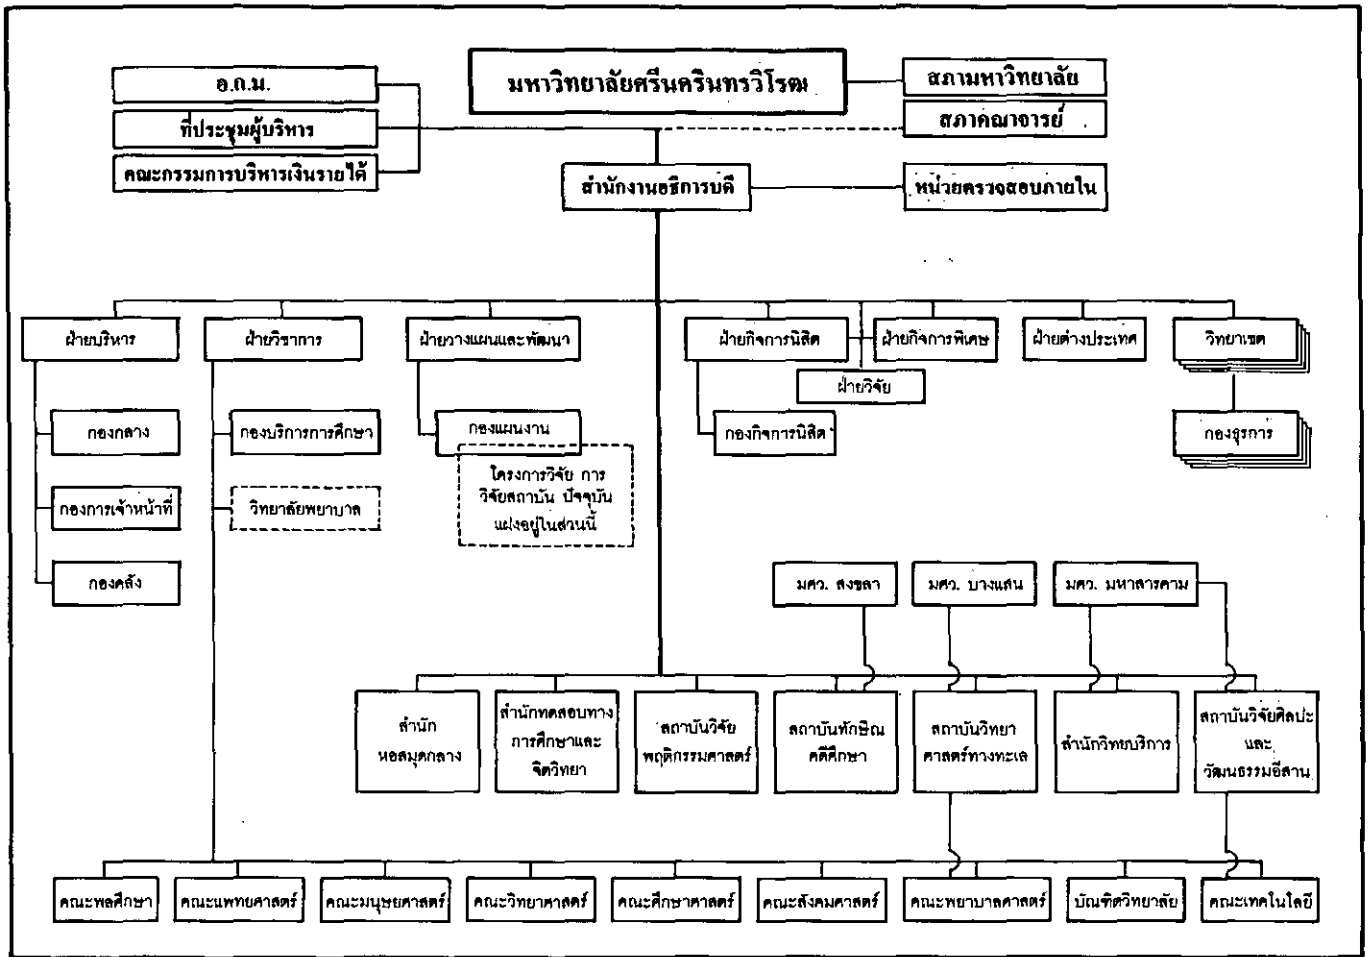 มหาวิทยาลัยศรีนครินทรวิโรฒ
อ.ก.ม.
สภามหาวิทยาลัย
ที่ประชุมผู้บริหาร
สภาคณาจารย์
คณะกรรมการบริหารเงินรายได้
สำนักงานอธิการบดี
หน่วยตรวจสอบภายใน
ฝ่ายบริหาร
ฝ่ายวิชาการ
ฝ่ายวางแผนและพัฒนา
ฝ่ายกิจการนิสิต
ฝ่ายกิจการพิเศษ
ฝ่ายต่างประเทศ
วิทยาเขต
ฝ่ายวิจัย
กองกลาง
กองบริการการศึกษา
กองแผนงาน
กองกิจการนิสิต
กองธุรการ
โครงการวิจัย การ
วิจัยสถาบัน ปัจจุบัน
แฝงอยู่ในส่วนนี้
กองการเจ้าหน้าที่
วิทยาลัยพยาบาล
กองคลัง
มศว. สงขลา
มศว. บางแสน
มศว. มหาสารคาม
สำนัก
หอสมุดกลาง
สำนักทดสอบทาง
การศึกษาและ
จิตวิทยา
สถาบันวิจัย
พฤติกรรมศาสตร์
สถาบันทักษิณ
คดีศึกษา
สถาบันวิทยา
ศาสตร์ทางทะเล
สำนักวิทยบริการ
สถาบันวิจัยศิลปะ
และ
วัฒนธรรมอีสาน
คณะพลศึกษา
คณะแพทยศาสตร์
คณะมนุษยศาสตร์
คณะวิทยาศาสตร์
คณะศึกษาศาสตร์
คณะสังคมศาสตร์
คณะพยาบาลศาสตร์
บัณฑิตวิทยาลัย
คณะเทคโนโลยี